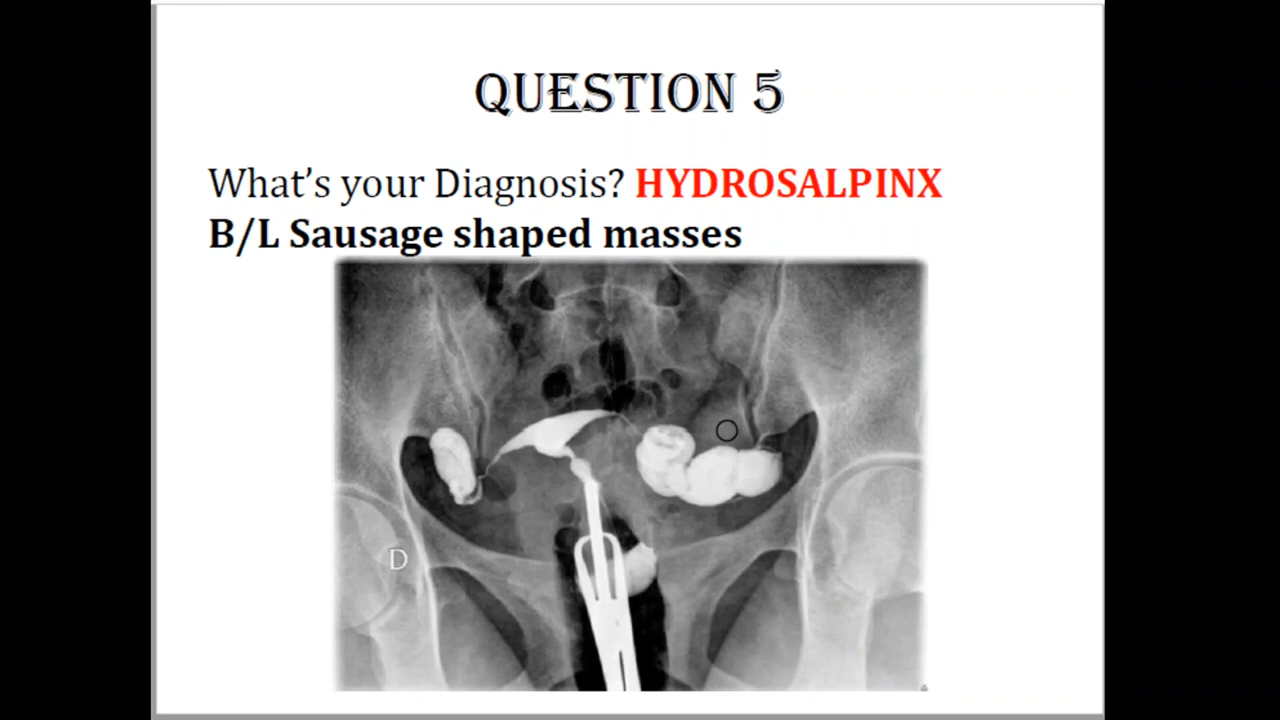 QUESTION 5
What's your Diagnosis? HYDROSALPINX
B/L Sausage shaped masses
D